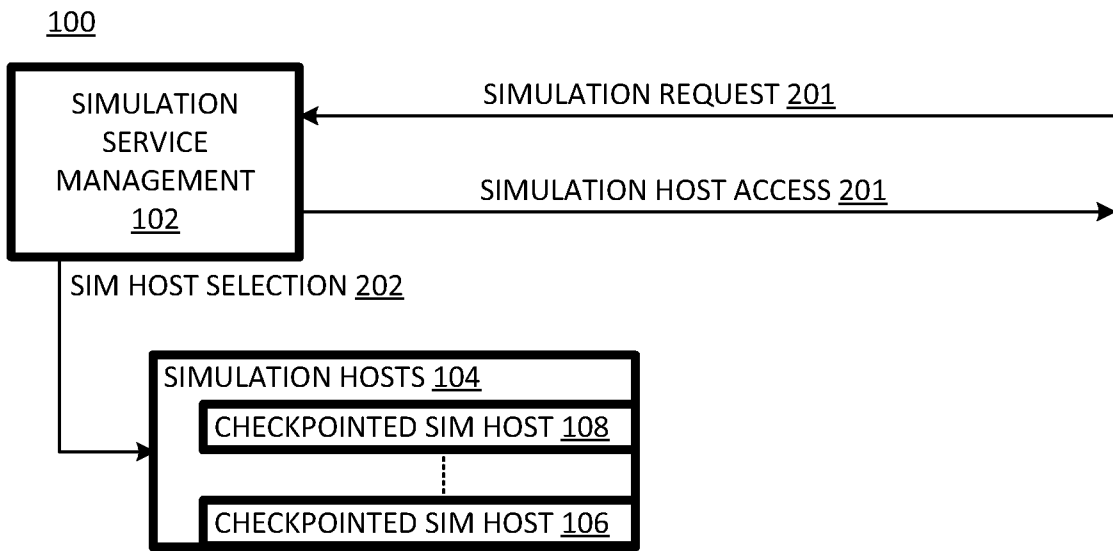 100
SIMULATION
SERVICE
MANAGEMENT
102
SIMULATION REQUEST 201
SIMULATION HOST ACCESS 201
SIM HOST SELECTION 202
SIMULATION HOSTS 104
CHECKPOINTED SIM HOST 108
CHECKPOINTED SIM HOST 106